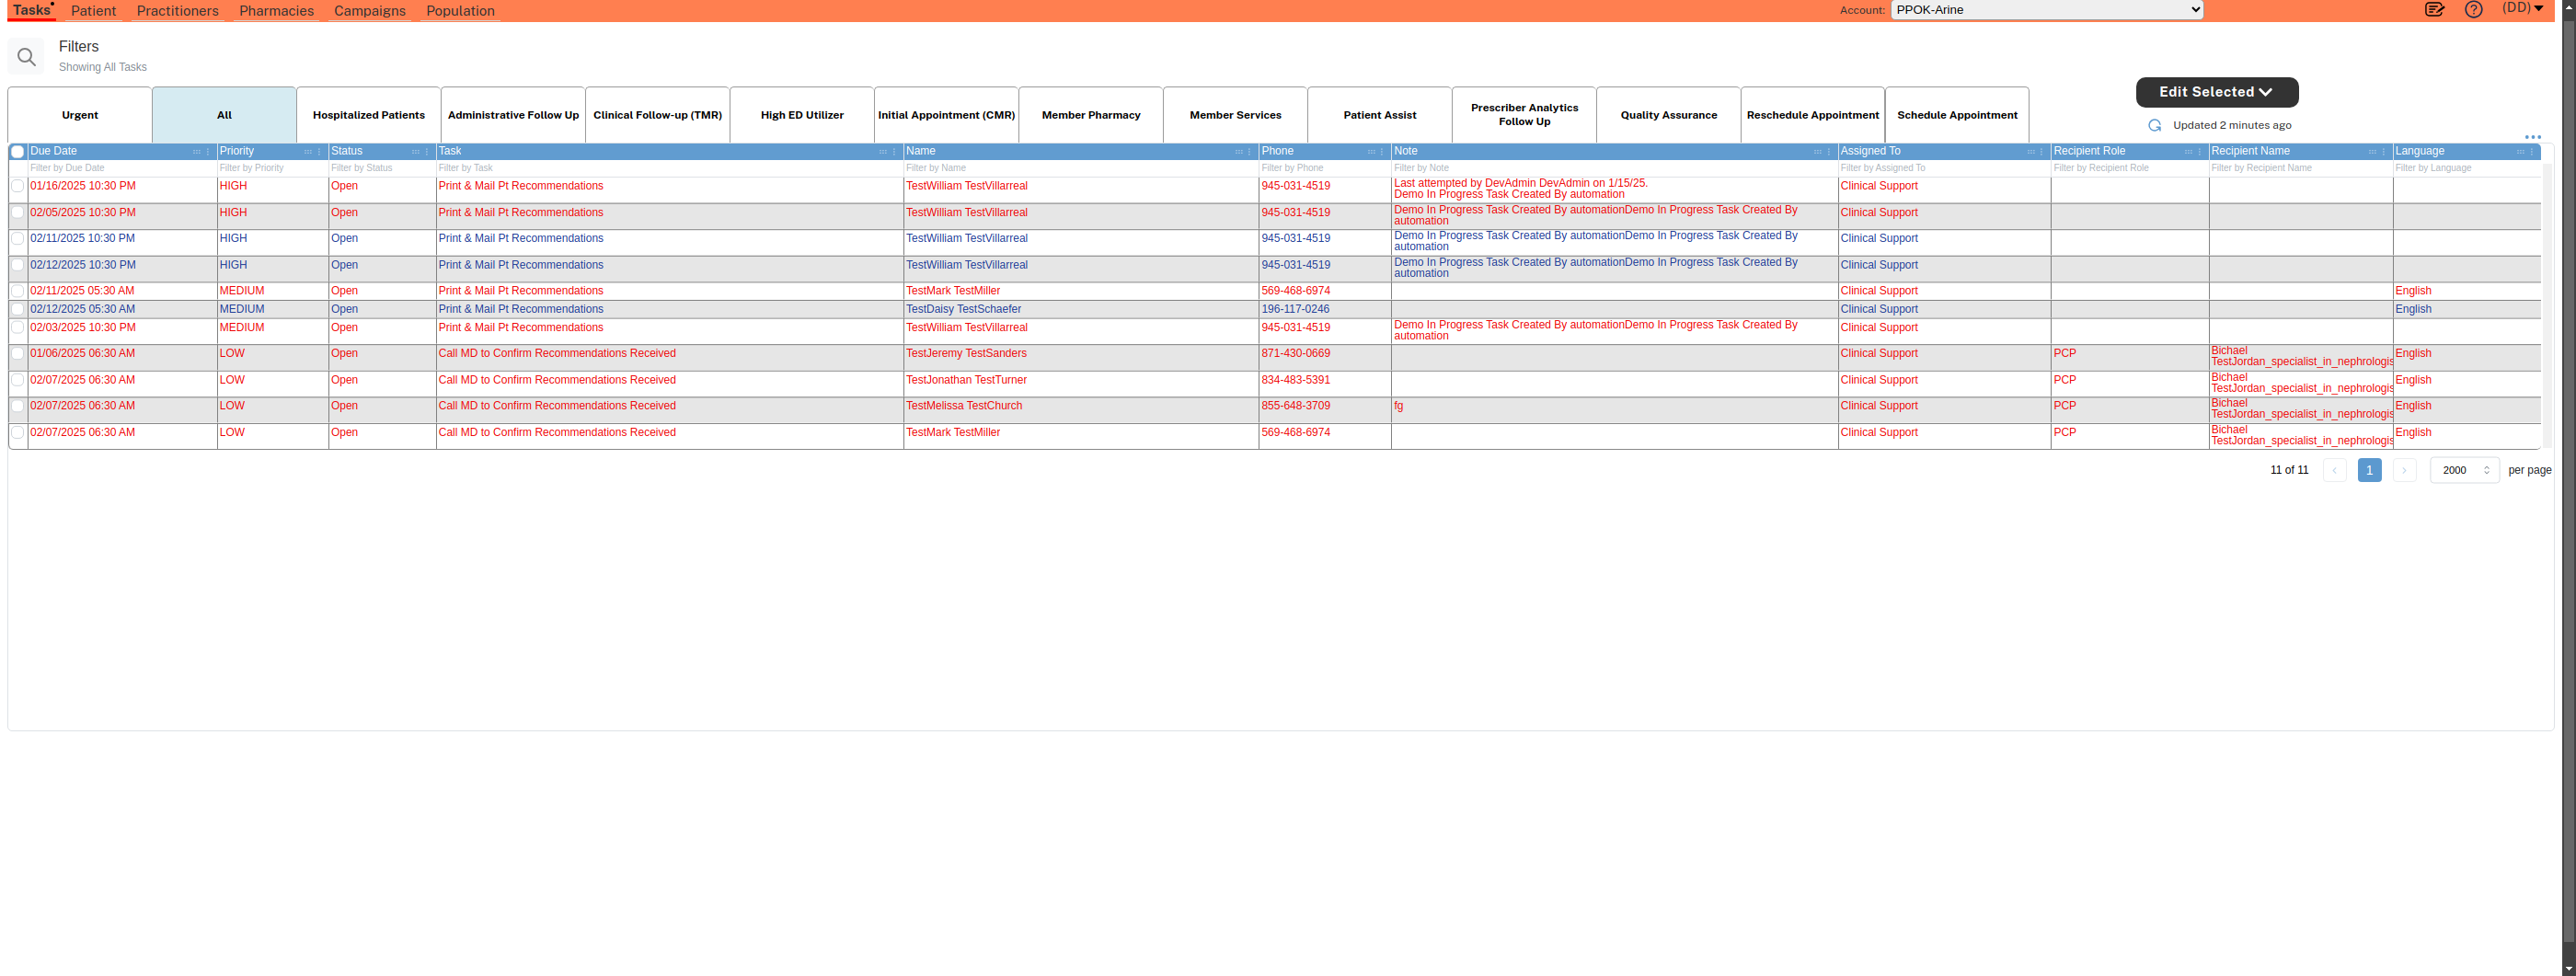 Tasks Patient Practitioners Pharmacies Campaigns Population Account: PPOK-Arine (DD)
Filters
Showing All Tasks
Urgent All Hospitalized Patients Administrative Follow Up Clinical Follow-up (TMR) High ED Utilizer Initial Appointment (CMR) Member Pharmacy Member Services Patient Assist Prescriber Analytics Follow Up Quality Assurance Reschedule Appointment Schedule Appointment
Edit Selected
Updated 2 minutes ago
Due Date Priority Status Task Name Phone Note Assigned To Recipient Role Recipient Name Language
Filter by Due Date Filter by Priority Filter by Status Filter by Task Filter by Name Filter by Phone Filter by Note Filter by Assigned To Filter by Recipient Role Filter by Recipient Name Filter by Language
01/16/2025 10:30 PM HIGH Open Print & Mail Pt Recommendations TestWilliam TestVillarreal 945-031-4519 Last attempted by DevAdmin DevAdmin on 1/15/25. Demo In Progress Task Created By automation Clinical Support
02/05/2025 10:30 PM HIGH Open Print & Mail Pt Recommendations TestWilliam TestVillarreal 945-031-4519 Demo In Progress Task Created By automationDemo In Progress Task Created By automation Clinical Support
02/11/2025 10:30 PM HIGH Open Print & Mail Pt Recommendations TestWilliam TestVillarreal 945-031-4519 Demo In Progress Task Created By automationDemo In Progress Task Created By automation Clinical Support
02/12/2025 10:30 PM HIGH Open Print & Mail Pt Recommendations TestWilliam TestVillarreal 945-031-4519 Demo In Progress Task Created By automationDemo In Progress Task Created By automation Clinical Support
02/11/2025 05:30 AM MEDIUM Open Print & Mail Pt Recommendations TestMark TestMiller 569-468-6974 Clinical Support English
02/12/2025 05:30 AM MEDIUM Open Print & Mail Pt Recommendations TestDaisy TestSchaefer 196-117-0246 Clinical Support English
02/03/2025 10:30 PM MEDIUM Open Print & Mail Pt Recommendations TestWilliam TestVillarreal 945-031-4519 Demo In Progress Task Created By automationDemo In Progress Task Created By automation Clinical Support
01/06/2025 06:30 AM LOW Open Call MD to Confirm Recommendations Received TestJeremy TestSanders 871-430-0669 Clinical Support PCP Bichael TestJordan_specialist_in_nephrologis English
02/07/2025 06:30 AM LOW Open Call MD to Confirm Recommendations Received TestJonathan TestTurner 834-483-5391 Clinical Support PCP Bichael TestJordan_specialist_in_nephrologis English
02/07/2025 06:30 AM LOW Open Call MD to Confirm Recommendations Received TestMelissa TestChurch 855-648-3709 fg Clinical Support PCP Bichael TestJordan_specialist_in_nephrologis English
02/07/2025 06:30 AM LOW Open Call MD to Confirm Recommendations Received TestMark TestMiller 569-468-6974 Clinical Support PCP Bichael TestJordan_specialist_in_nephrologis English
11 of 11 1 2000 per page